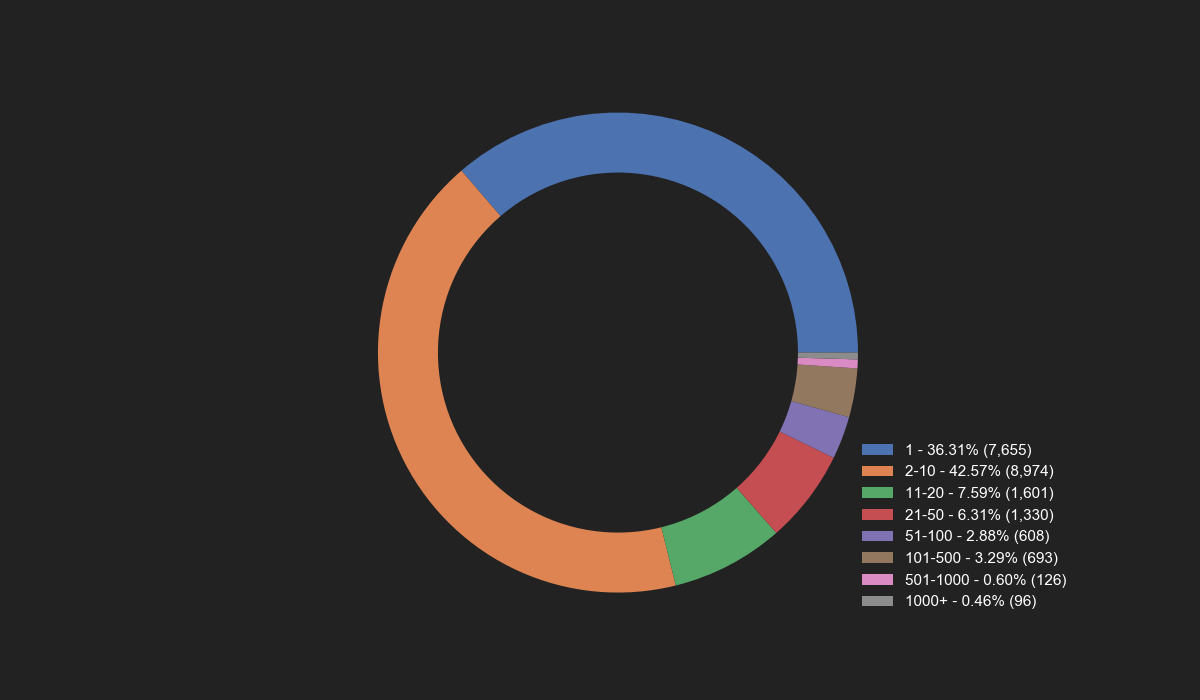 1 - 36.31% (7,655)
2-10 - 42.57% (8,974)
11-20 - 7.59% (1,601)
21-50 - 6.31% (1,330)
51-100 - 2.88% (608)
101-500 - 3.29% (693)
501-1000 - 0.60% (126)
1000+ - 0.46% (96)